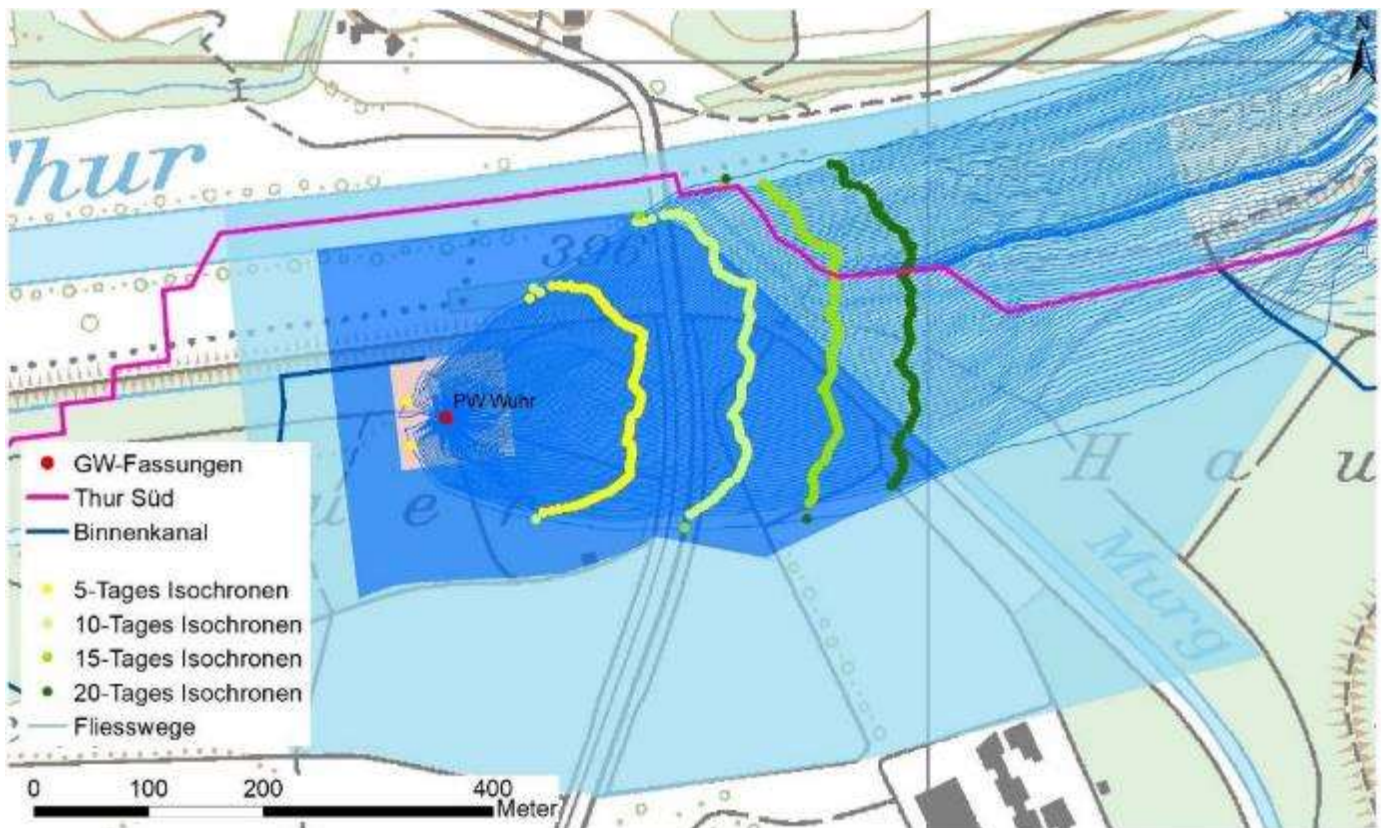 N
Thur
396
PW Wuhr
H a u
Murg
GW-Fassungen
Thur Süd
Binnenkanal
5-Tages Isochronen
10-Tages Isochronen
15-Tages Isochronen
20-Tages Isochronen
Fliesswege
0 100 200 400
Meter